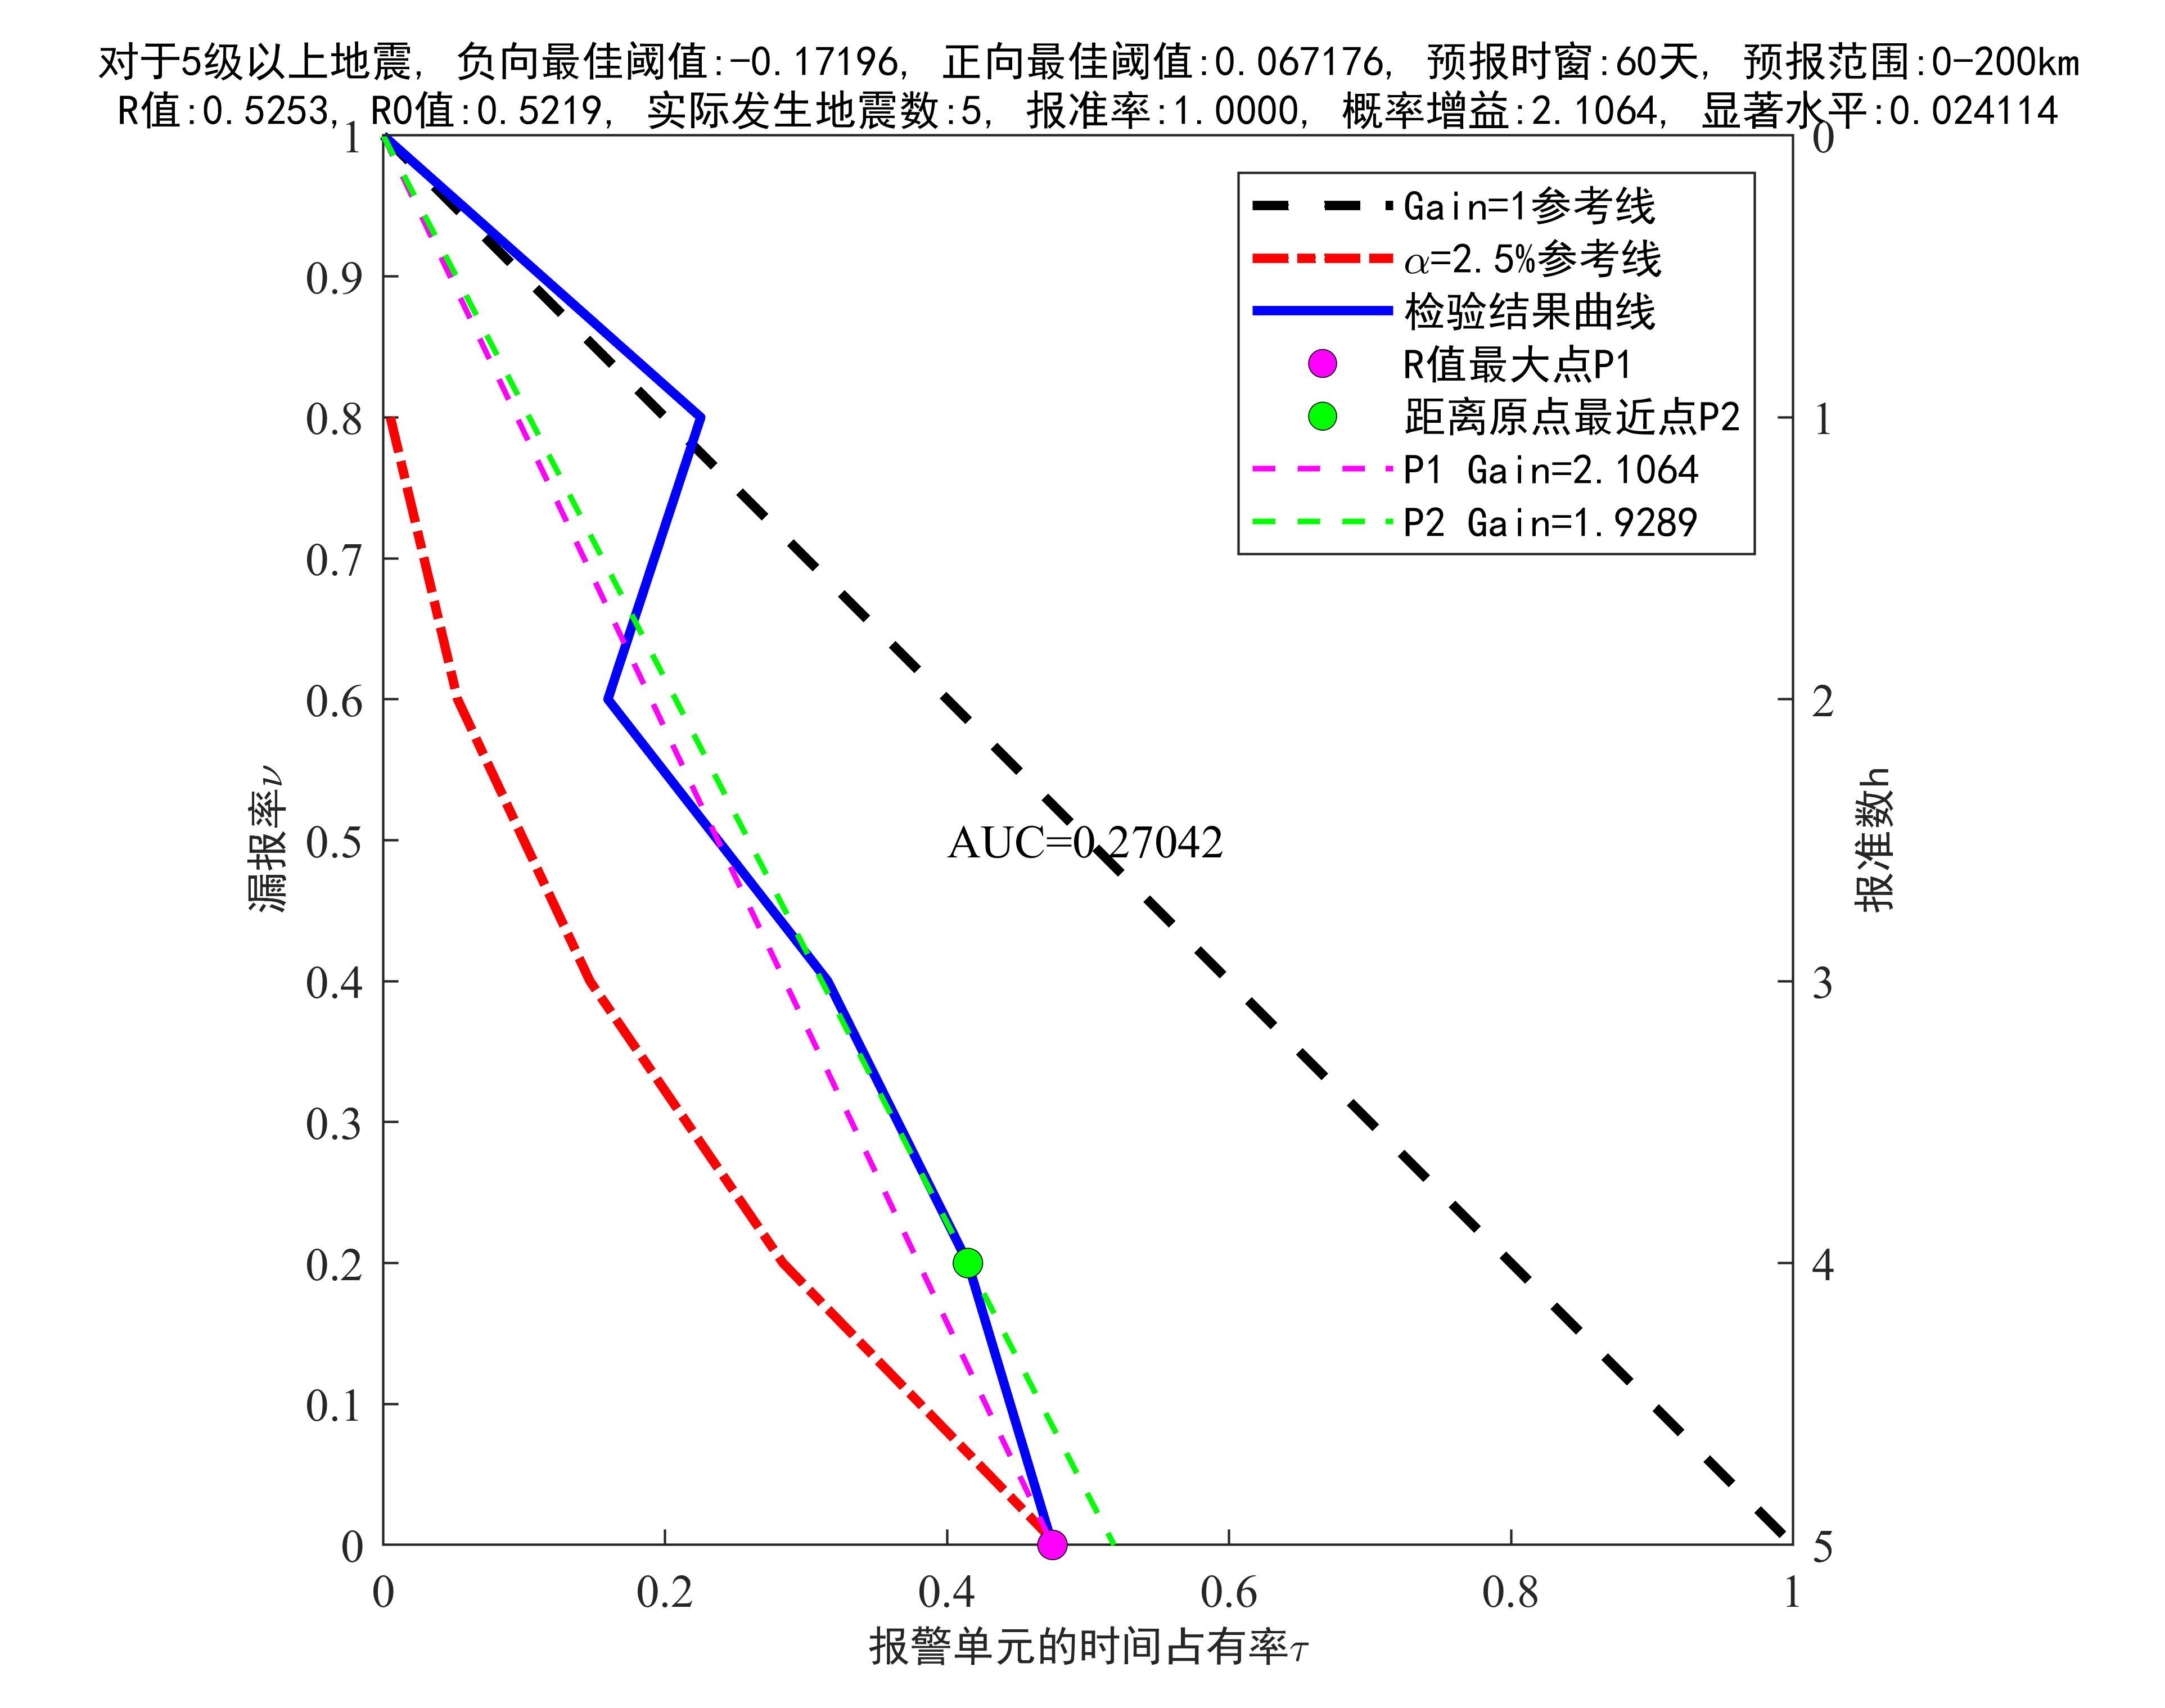 对于5级以上地震, 负向最佳阈值:-0.17196, 正向最佳阈值:0.067176, 预报时窗:60天, 预报范围:0-200km
R值:0.5253, R0值:0.5219, 实际发生地震数:5, 报准率:1.0000, 概率增益:2.1064, 显著水平:0.024114
Gain=1参考线
α=2.5%参考线
检验结果曲线
R值最大点P1
距离原点最近点P2
P1 Gain=2.1064
P2 Gain=1.9289
AUC=0.27042
漏报率ν
1
0.9
0.8
0.7
0.6
0.5
0.4
0.3
0.2
0.1
0
0
0.2
0.4
0.6
0.8
1
报警单元的时间占有率τ
0
1
2
3
4
5
报准数h